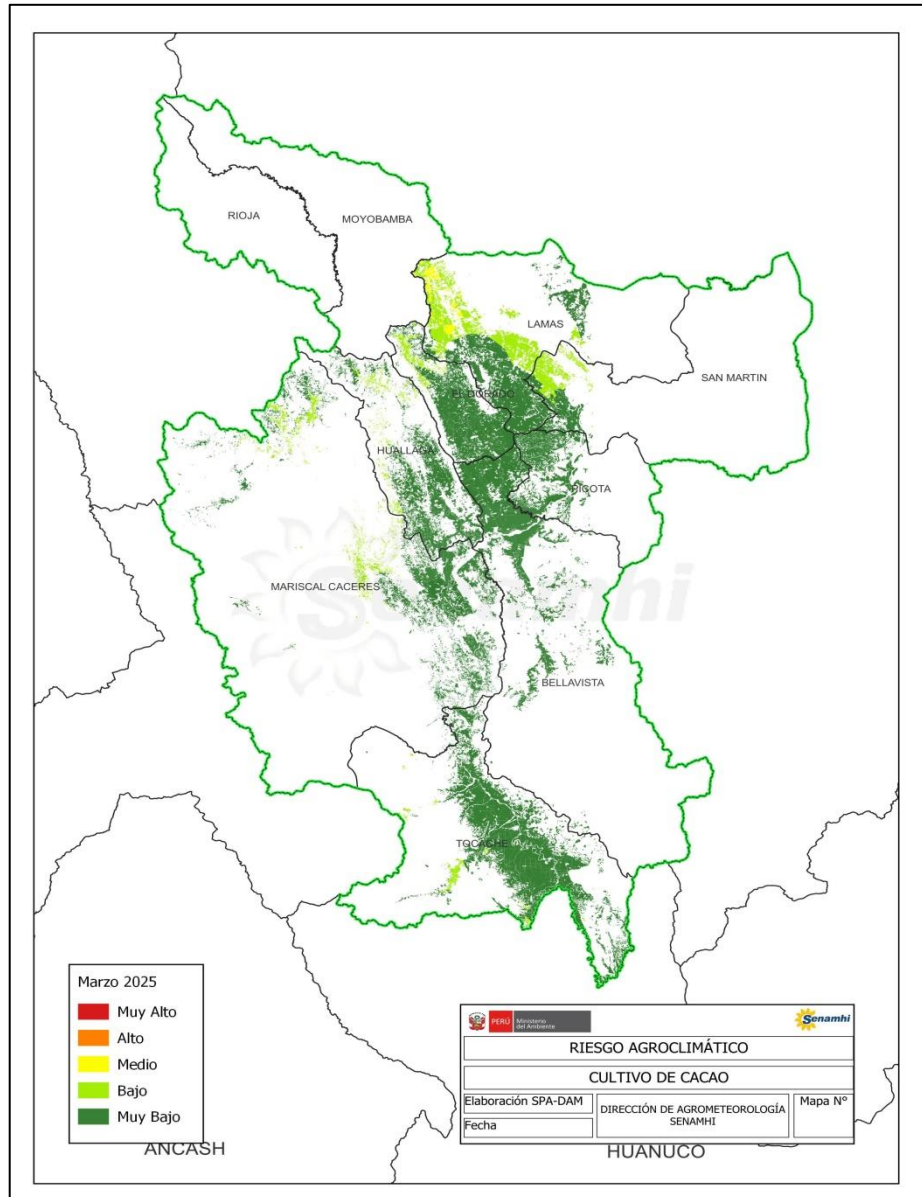 RIOJA
MOYOBAMBA
LAMAS
SAN MARTIN
EL DORADO
HUALLAGA
PICOTA
MARISCAL CACERES
Senamhi
BELLAVISTA
TOCACHE
Marzo 2025
Muy Alto
Alto
Medio
Bajo
Muy Bajo
ANCASH
HUANUCO
PERÚ
Ministerio
del Ambiente
Senamhi
RIESGO AGROCLIMÁTICO
CULTIVO DE CACAO
Elaboración SPA-DAM
Fecha
DIRECCIÓN DE AGROMETEOROLOGÍA
SENAMHI
Mapa N°